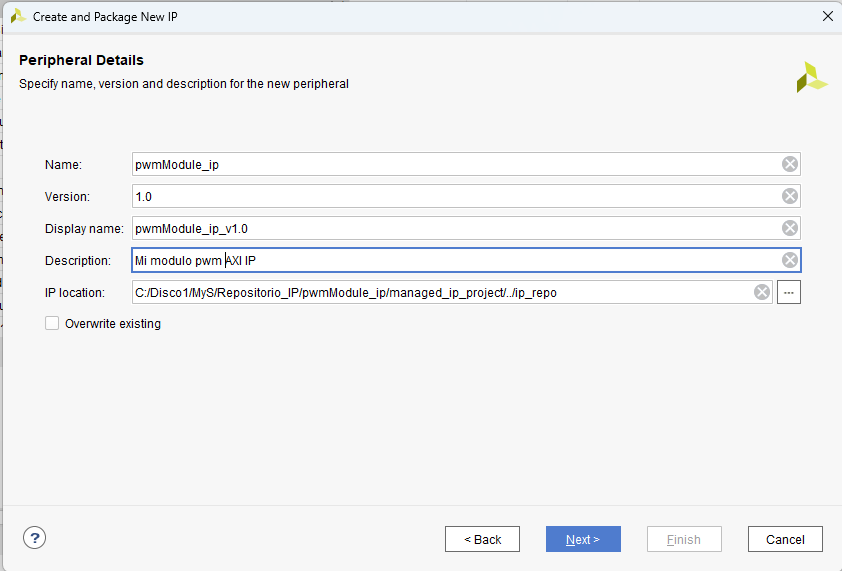 Create and Package New IP
Peripheral Details
Specify name, version and description for the new peripheral
Name: pwmModule_ip
Version: 1.0
Display name: pwmModule_ip_v1.0
Description: Mi modulo pwm AXI IP
IP location: C:/Disco1/MyS/Repositorio_IP/pwmModule_ip/managed_ip_project/../ip_repo ...
Overwrite existing
? < Back Next > Finish Cancel